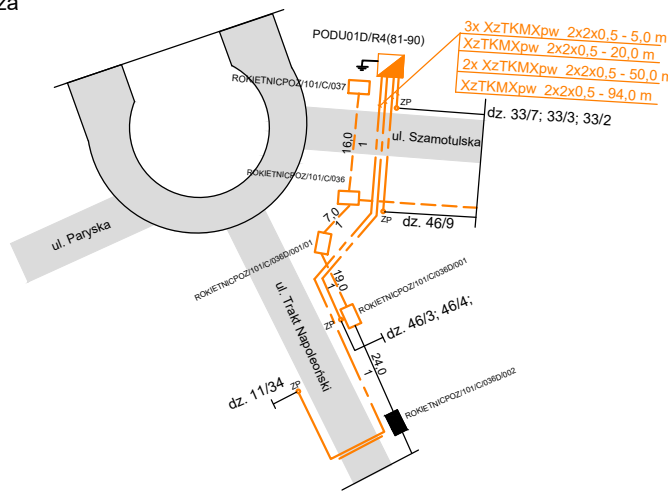 za
PODU01D/R4(81-90)
3x XzTKMXpw 2x2x0,5 - 5,0 m
XzTKMXpw 2x2x0,5 - 20,0 m
2x XzTKMXpw 2x2x0,5 - 50,0 m
XzTKMXpw 2x2x0,5 - 94,0 m
ROKIETNICPOZ/101/C/037
ZP
dz. 33/7; 33/3; 33/2
16,0
1
ul. Szamotulska
ROKIETNICPOZ/101/C/036
7,0
1
ZP
dz. 46/9
ul. Paryska
ROKIETNICPOZ/101/C/036D/001/01
19,0
1
ROKIETNICPOZ/101/C/036D/001
ul. Trakt Napoleoński
ZP
dz. 46/3; 46/4;
24,0
1
dz. 11/34
ZP
ROKIETNICPOZ/101/C/036D/002